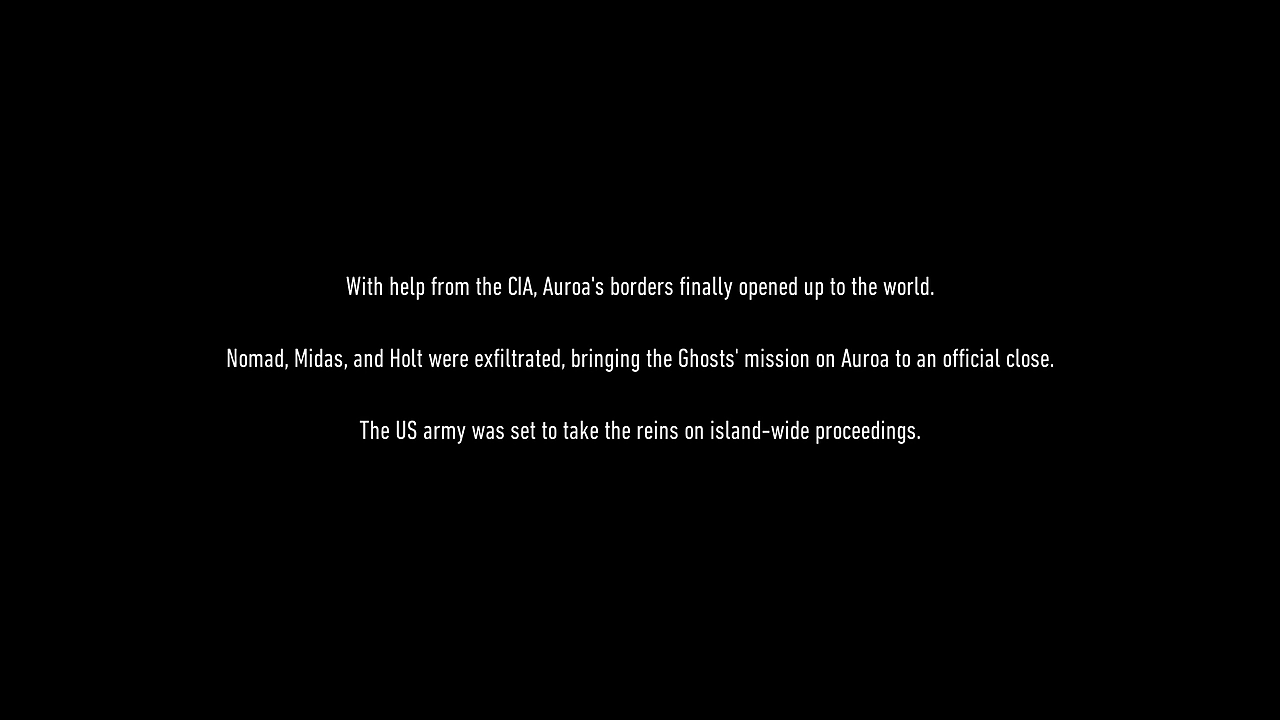 With help from the CIA, Auroa's borders finally opened up to the world.
Nomad, Midas, and Holt were exfiltrated, bringing the Ghosts' mission on Auroa to an official close.
The US army was set to take the reins on island-wide proceedings.